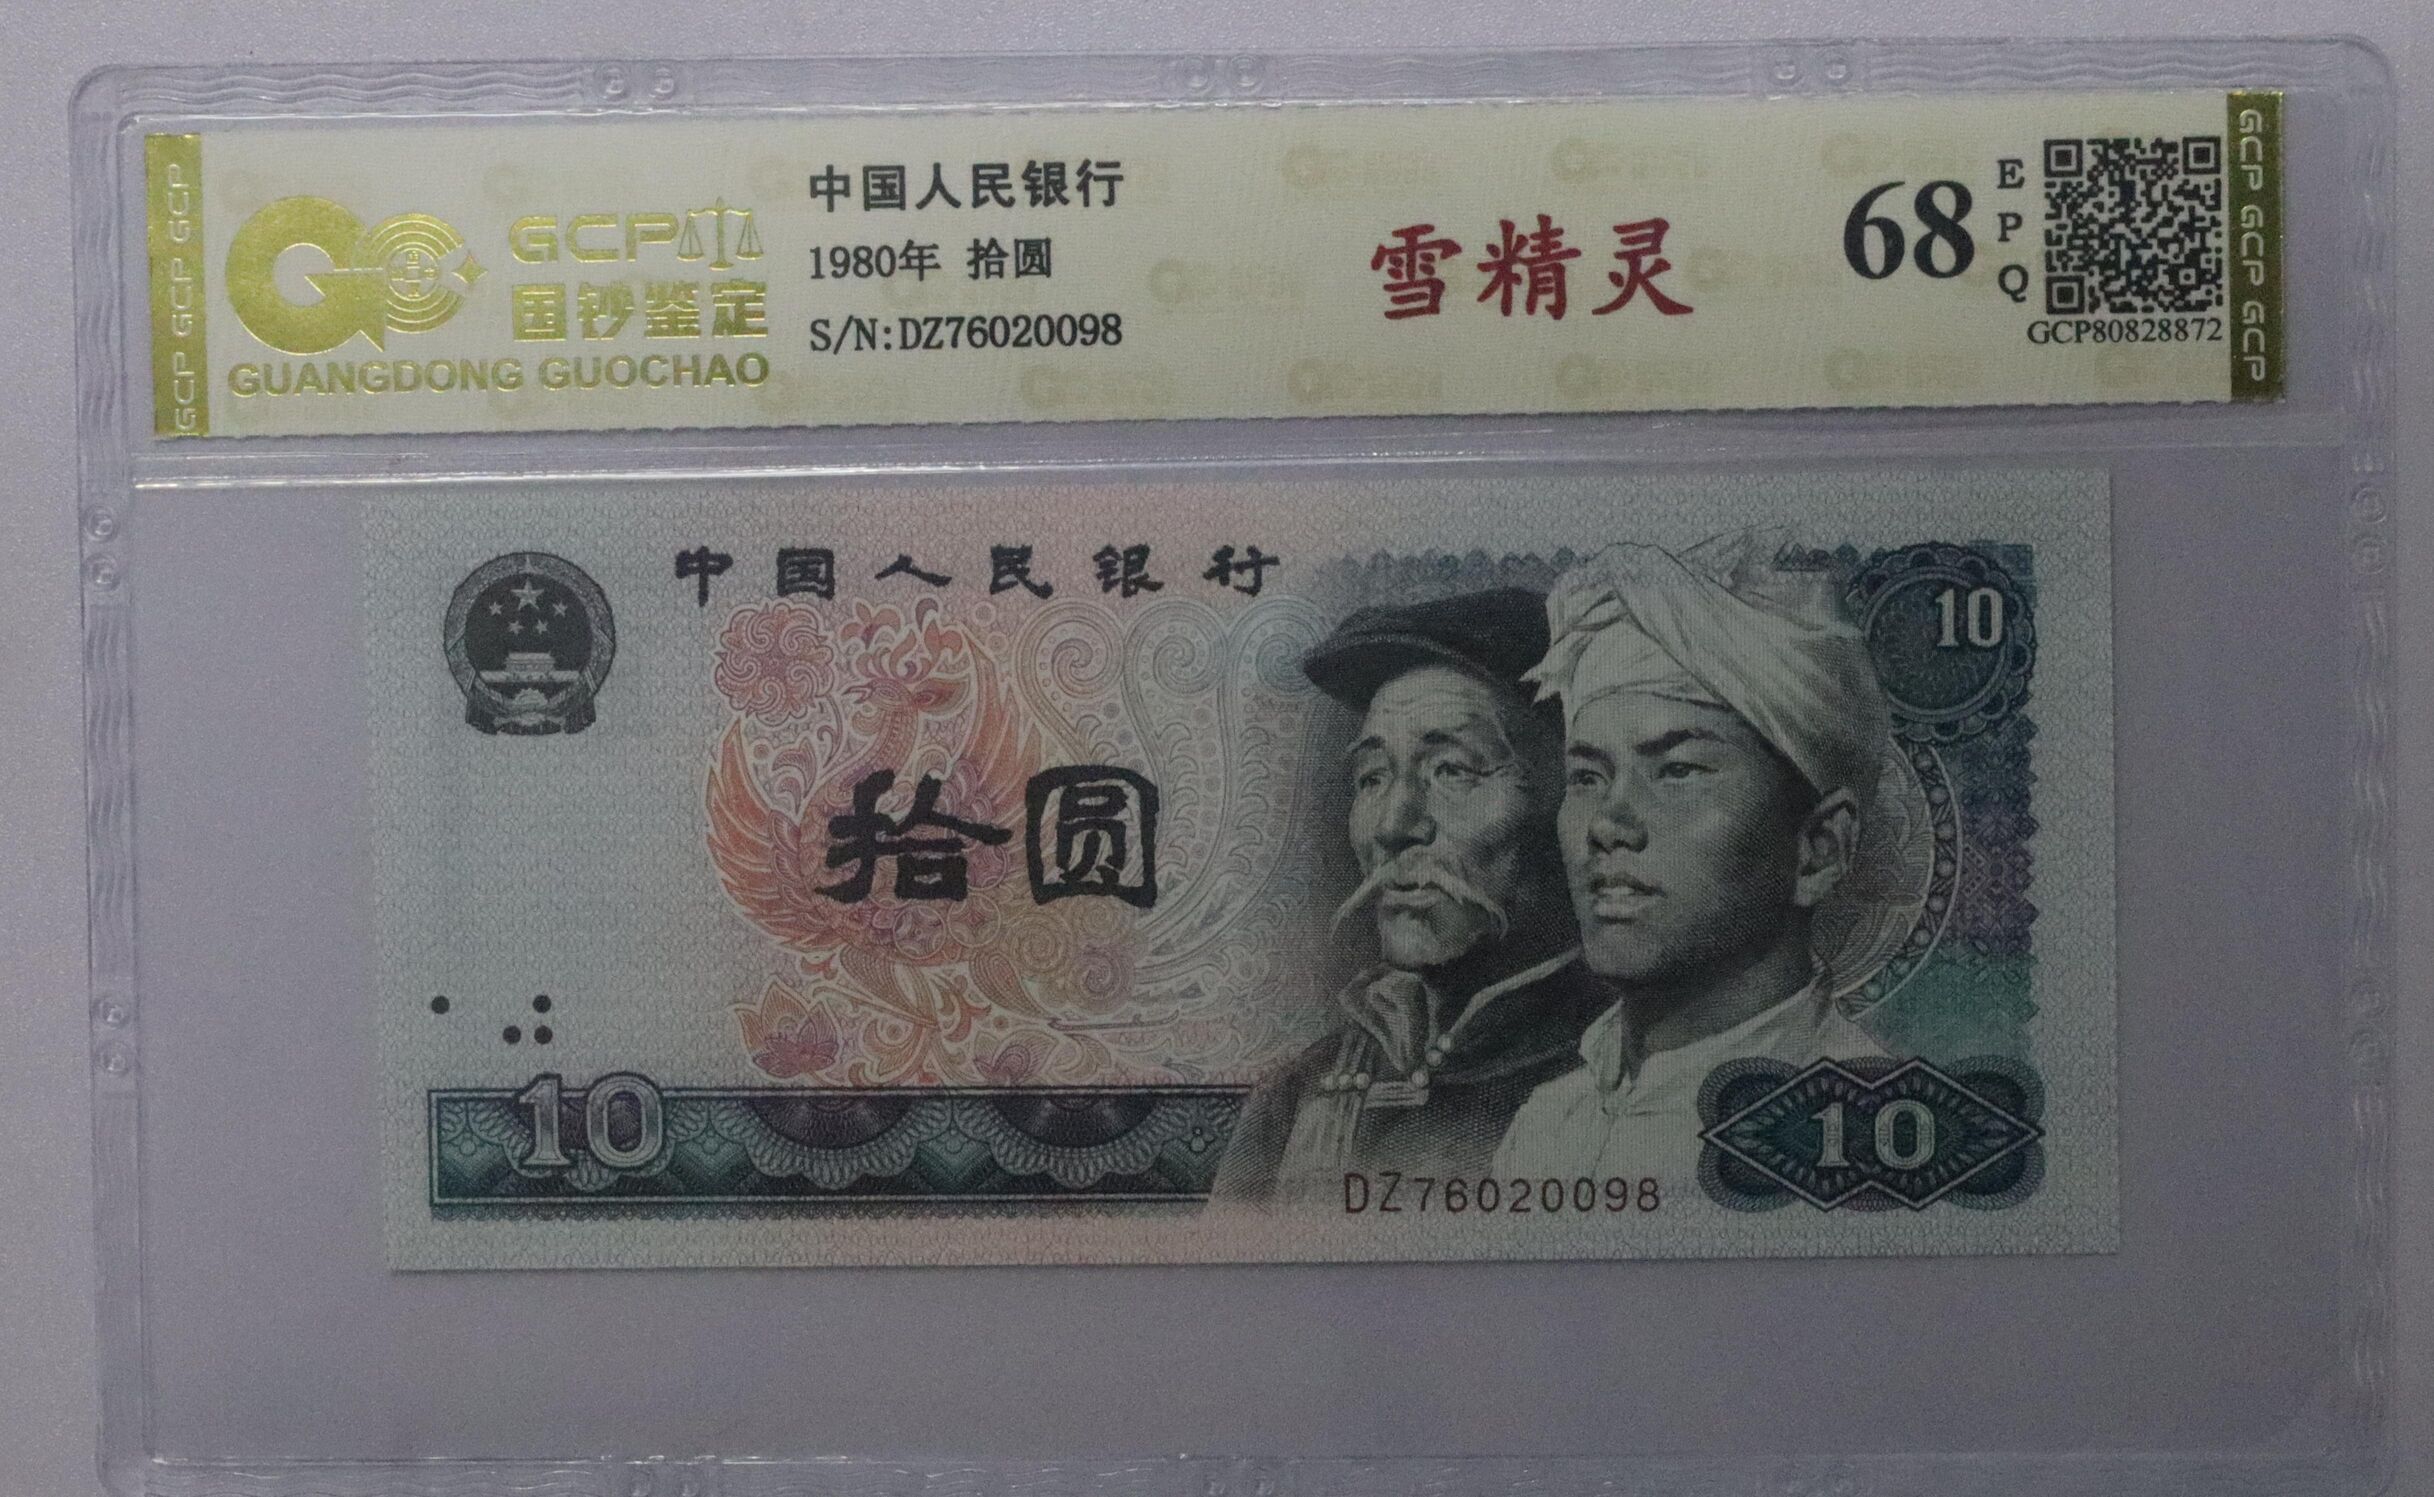 GCP GCP GCP
GCP
国钞鉴定
GUANGDONG GUOCHAO
中国人民银行
1980年 拾圆
S/N:DZ76020098
雪精灵
68
EPQ
GCP80828872
GCP GCP GCP
中国人民银行
10
拾圆
10
10
DZ76020098